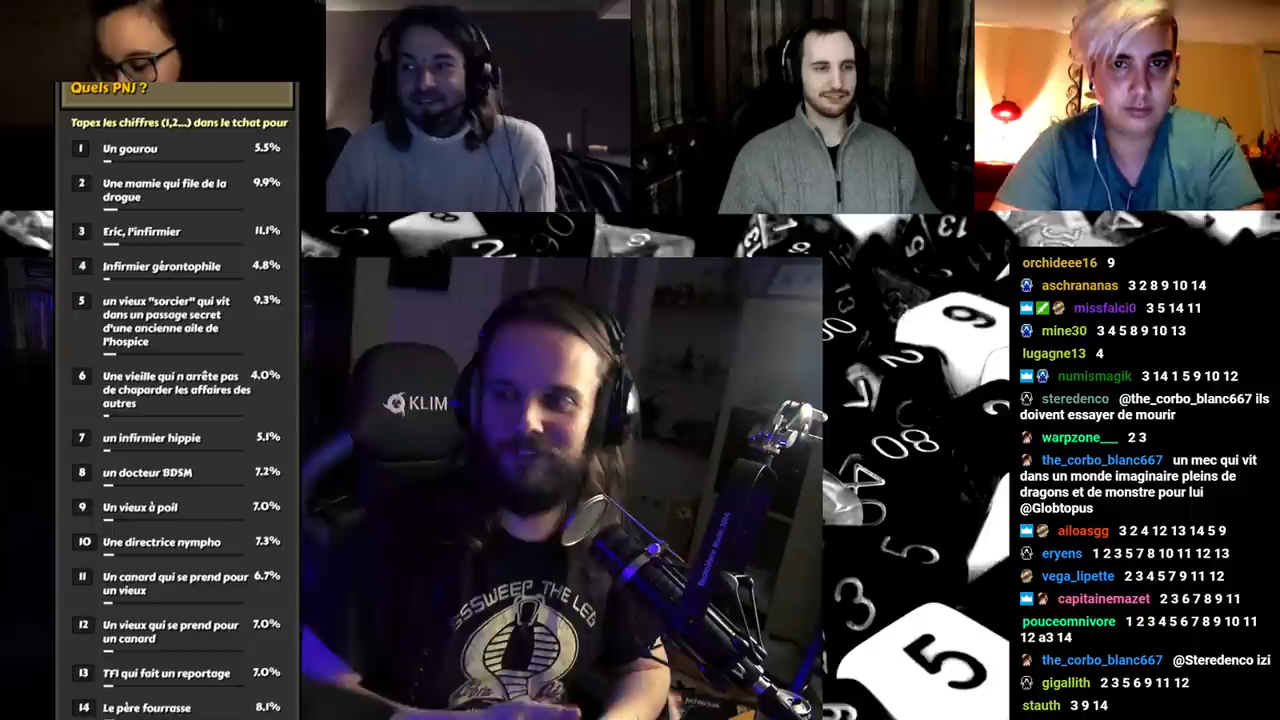 Quels PNJ ?
Tapez les chiffres (1,2...) dans le tchat pour
1 Un gourou 5.5%
2 Une mamie qui file de la 9.9%
drogue
3 Eric, l'infirmier 11.1%
4 Infirmier gérontophile 4.8%
5 un vieux "sorcier" qui vit 9.3%
dans un passage secret
d'une ancienne aile de
l'hospice
6 Une vieille qui n arrête pas 4.0%
de chaparder les affaires des
autres
7 un infirmier hippie 5.1%
8 un docteur BDSM 7.2%
9 Un vieux à poil 7.0%
10 Une directrice nympho 7.3%
11 Un canard qui se prend pour 6.7%
un vieux
12 Un vieux qui se prend pour 7.0%
un canard
13 TF1 qui fait un reportage 7.0%
14 Le père fourrasse 8.1%
KLIM
SSSWEEP THE LEG
orchideee16 9
aschrananas 3 2 8 9 10 14
missfalci0 3 5 14 11
mine30 3 4 5 8 9 10 13
lugagne13 4
numismagik 3 14 1 5 9 10 12
steredenco @the_corbo_blanc667 ils
doivent essayer de mourir
warpzone___ 2 3
the_corbo_blanc667 un mec qui vit
dans un monde imaginaire pleins de
dragons et de monstre pour lui
@Globtopus
ailoasgg 3 2 4 12 13 14 5 9
eryens 1 2 3 5 7 8 10 11 12 13
vega_lipette 2 3 4 5 7 9 11 12
capitainemazet 2 3 6 7 8 9 11
pouceomnivore 1 2 3 4 5 6 7 8 9 10 11
12 a3 14
the_corbo_blanc667 @Steredenco izi
gigallith 2 3 5 6 9 11 12
stauth 3 9 14